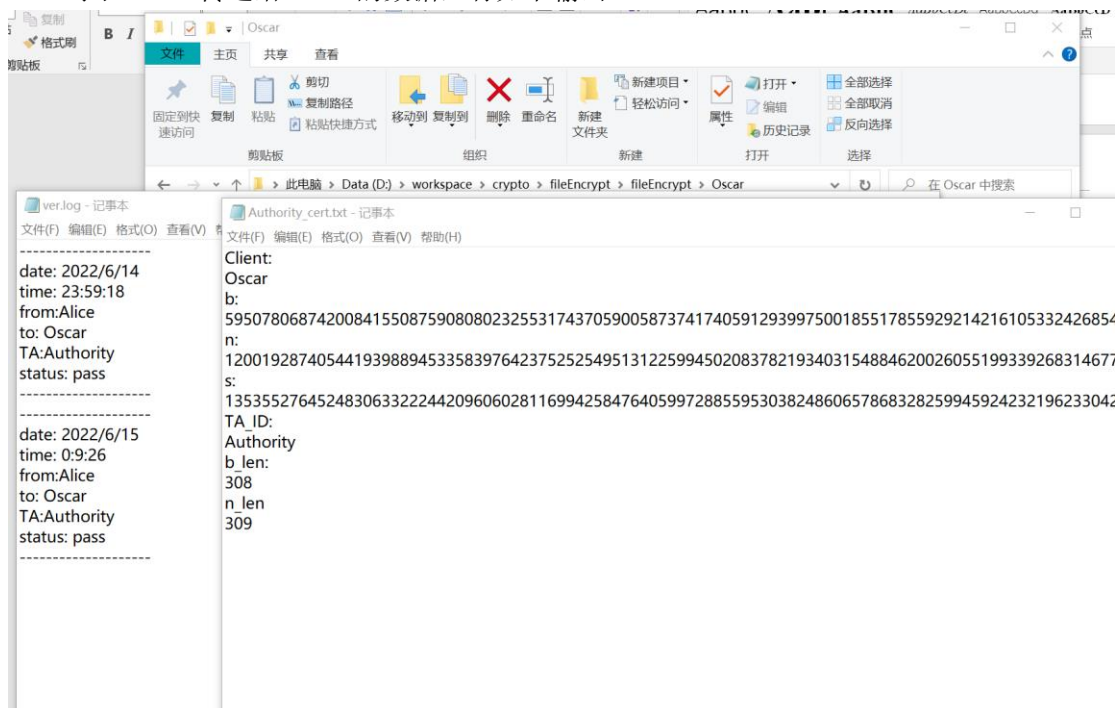 复制
格式刷
B I
剪贴板
Oscar
点
文件 主页 共享 查看
固定到快速访问
复制
粘贴
剪切
复制路径
粘贴快捷方式
移动到
复制到
删除
重命名
新建文件夹
新建项目
轻松访问
属性
打开
编辑
历史记录
全部选择
全部取消
反向选择
剪贴板 组织 新建 打开 选择
此电脑 > Data (D:) > workspace > crypto > fileEncrypt > fileEncrypt > Oscar
在 Oscar 中搜索
ver.log - 记事本
文件(F) 编辑(E) 格式(O) 查看(V)
--------------------
date: 2022/6/14
time: 23:59:18
from:Alice
to: Oscar
TA:Authority
status: pass
--------------------
--------------------
date: 2022/6/15
time: 0:9:26
from:Alice
to: Oscar
TA:Authority
status: pass
--------------------
Authority_cert.txt - 记事本
文件(F) 编辑(E) 格式(O) 查看(V) 帮助(H)
Client:
Oscar
b:
5950780687420084155087590808023255317437059005873741740591293997500185517855929214216105332426854
n:
1200192874054419398894533583976423752525495131225994502083782193403154884620026055199339268314677
s:
1353552764524830633222442096060281169942584764059972885595303824860657868328259945924232196233042
TA_ID:
Authority
b_len:
308
n_len
309